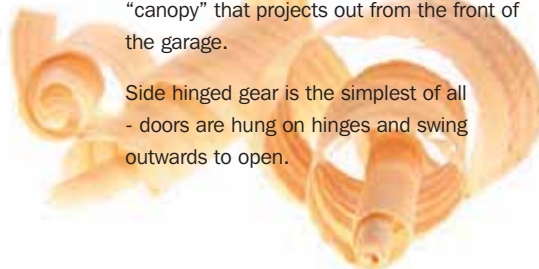 “canopy” that projects out from the front of
the garage.
Side hinged gear is the simplest of all
- doors are hung on hinges and swing
outwards to open.